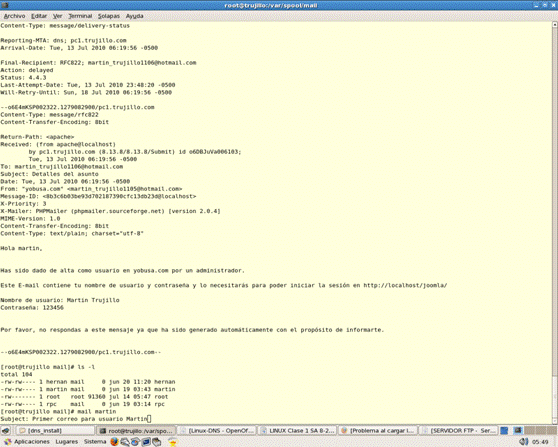 root@trujillo:/var/spool/mail
Archivo Editar Ver Terminal Solapas Ayuda
Content-Type: message/delivery-status
Reporting-MTA: dns; pc1.trujillo.com
Arrival-Date: Tue, 13 Jul 2010 06:19:56 -0500
Final-Recipient: RFC822; martin_trujillo1106@hotmail.com
Action: delayed
Status: 4.4.3
Last-Attempt-Date: Tue, 13 Jul 2010 23:48:20 -0500
Will-Retry-Until: Sun, 18 Jul 2010 06:19:56 -0500
--o6E4mKSP002322.1279082900/pc1.trujillo.com
Content-Type: message/rfc822
Content-Transfer-Encoding: 8bit
Return-Path: <apache>
Received: (from apache@localhost)
by pc1.trujillo.com (8.13.8/8.13.8/Submit) id o6DBJuVa006103;
Tue, 13 Jul 2010 06:19:56 -0500
To: martin_trujillo1106@hotmail.com
Subject: Detalles del asunto
Date: Tue, 13 Jul 2010 06:19:56 -0500
From: "yobusa.com" <martin_trujillo1105@hotmail.com>
Message-ID: <8b3c6b03be93d702187390cfc13b23d@localhost>
X-Priority: 3
X-Mailer: PHPMailer (phpmailer.sourceforge.net) [version 2.0.4]
MIME-Version: 1.0
Content-Transfer-Encoding: 8bit
Content-Type: text/plain; charset="utf-8"
Hola martin,
Has sido dado de alta como usuario en yobusa.com por un administrador.
Este E-mail contiene tu nombre de usuario y contraseña y lo necesitarás para poder iniciar la sesión en http://localhost/joomla/
Nombre de usuario: Martin Trujillo
Contraseña: 123456
Por favor, no respondas a este mensaje ya que ha sido generado automáticamente con el propósito de informarte.
--o6E4mKSP002322.1279082900/pc1.trujillo.com--
[root@trujillo mail]# ls -l
total 104
-rw-rw---- 1 hernan mail 0 jun 20 11:20 hernan
-rw-rw---- 1 martin mail 0 jun 19 03:43 martin
-rw------- 1 root root 91360 jul 14 05:47 root
-rw-rw---- 1 rpc mail 0 jun 19 03:14 rpc
[root@trujillo mail]# mail martin
Subject: Primer correo para usuario Martin
[dns_install] root@trujillo:/var/spo... [Linux-DNS - OpenOf... LINUX Clase 1 SA 8-2... [Problema al cargar l... [SERVIDOR FTP - Ser...
Aplicaciones Lugares Sistema 05:49